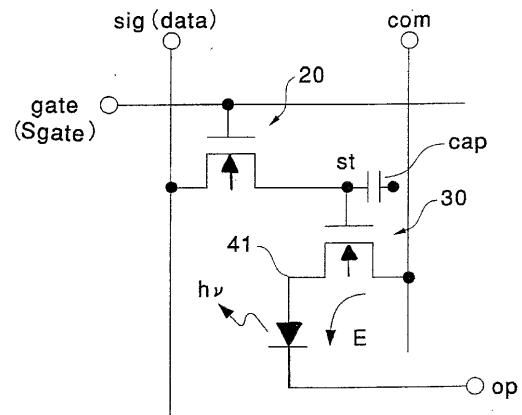 sig (data)
com
gate
(Sgate)
20
st
cap
30
41
hν
E
op